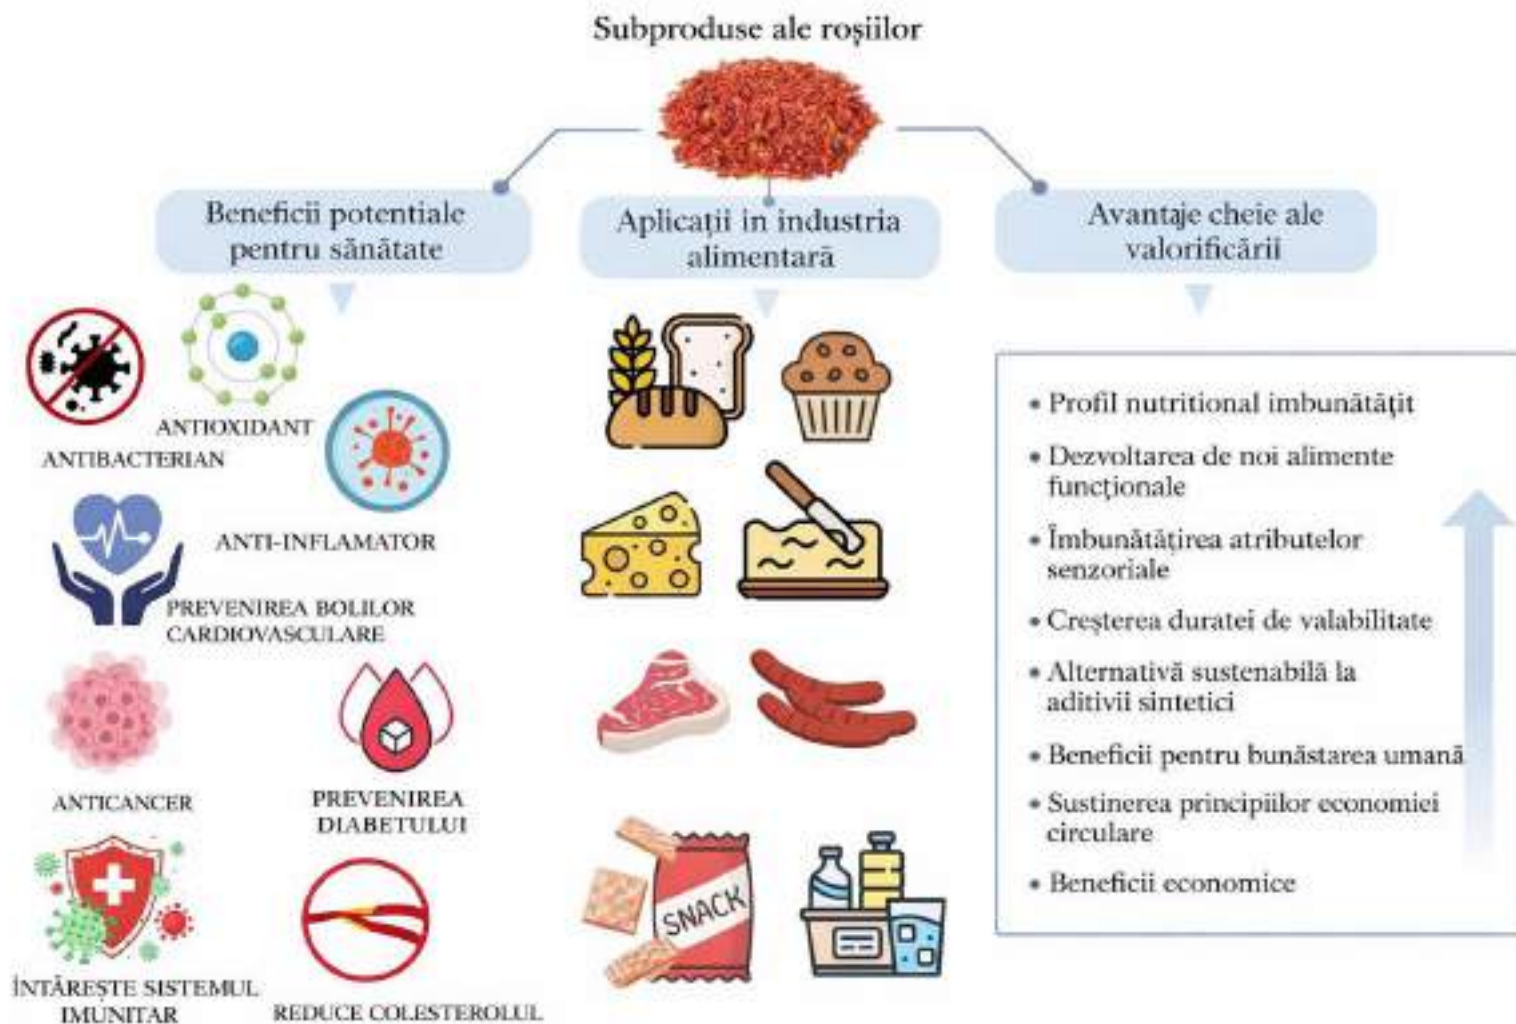 Subproduse ale roșiilor
Beneficii potentiale
pentru sănătate
ANTIOXIDANT
ANTIBACTERIAN
ANTI-INFLAMATOR
PREVENIREA BOLILOR
CARDIOVASCULARE
ANTICANCER
PREVENIREA
DIABETULUI
ÎNTĂREȘTE SISTEMUL
IMUNITAR
REDUCE COLESTEROLUL
Aplicații in industria
alimentară
SNACK
Avantaje cheie ale
valorificării
• Profil nutritional imbunătățit
• Dezvoltarea de noi alimente
funcționale
• Îmbunătățirea atributelor
senzoriale
• Creșterea duratei de valabilitate
• Alternativă sustenabilă la
aditivii sintetici
• Beneficii pentru bunăstarea umană
• Sustinerea principiilor economiei
circulare
• Beneficii economice